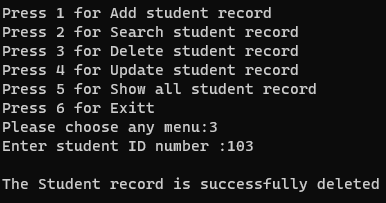 Press 1 for Add student record
Press 2 for Search student record
Press 3 for Delete student record
Press 4 for Update student record
Press 5 for Show all student record
Press 6 for Exitt
Please choose any menu:3
Enter student ID number :103
The Student record is successfully deleted